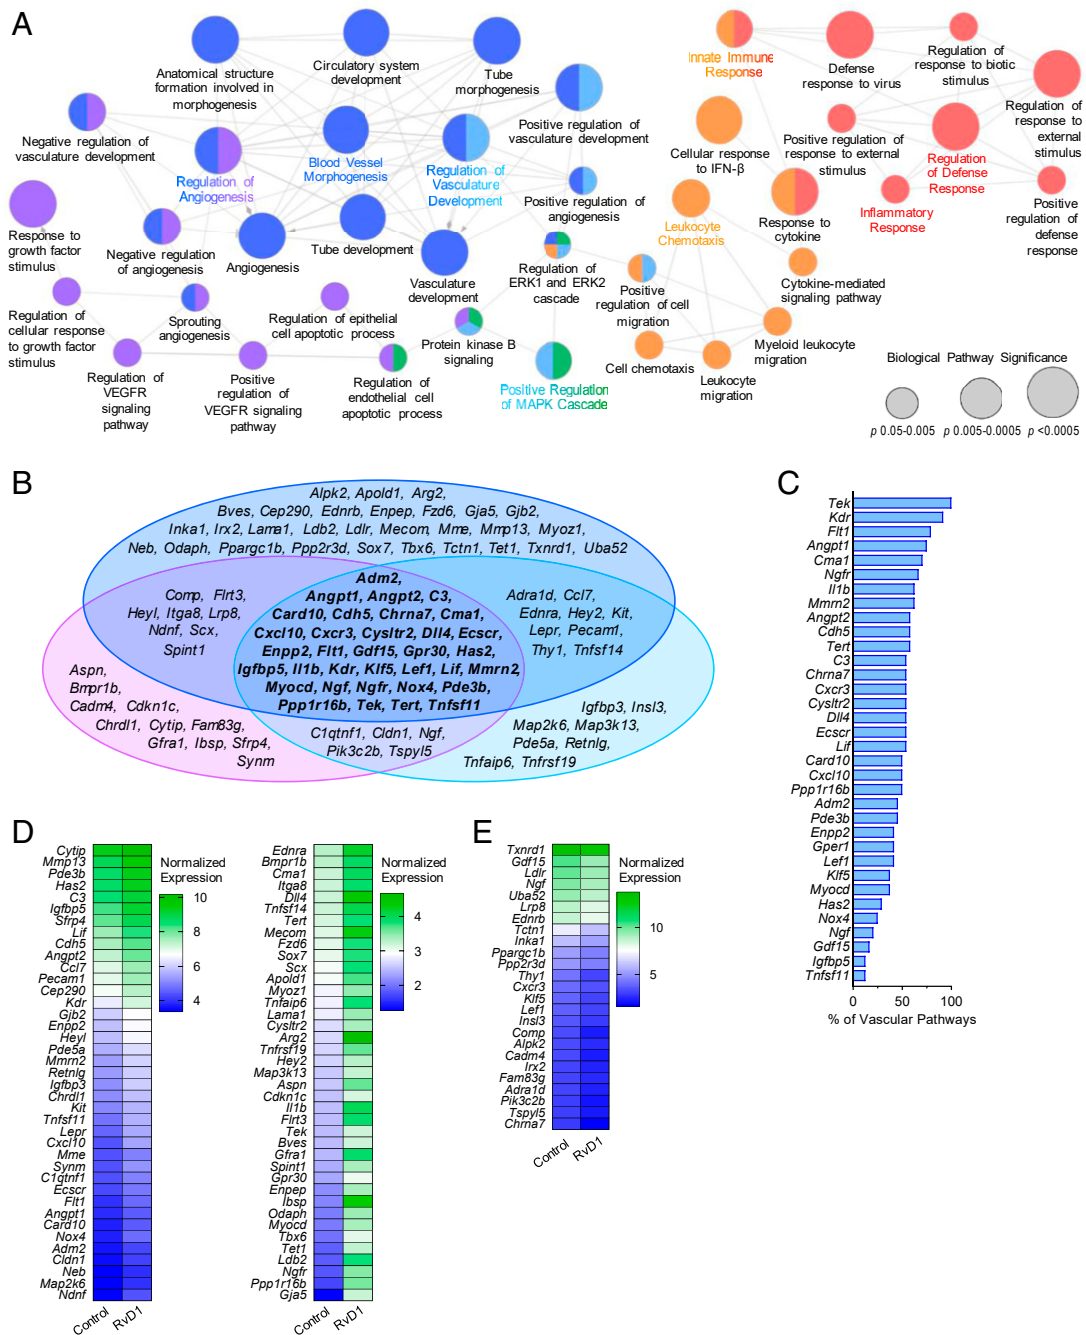 A
Anatomical structure
formation involved in
morphogenesis
Circulatory system
development
Tube
morphogenesis
Negative regulation of
vasculature development
Regulation of
Angiogenesis
Blood Vessel
Morphogenesis
Regulation of
Vasculature
Development
Positive regulation of
vasculature development
Response to
growth factor
stimulus
Negative regulation
of angiogenesis
Angiogenesis
Tube development
Vasculature
development
Positive regulation of
angiogenesis
Regulation of
ERK1 and ERK2
cascade
Regulation of
cellular response
to growth factor
stimulus
Sprouting
angiogenesis
Regulation of epithelial
cell apoptotic process
Protein kinase B
signaling
Regulation of
VEGFR
signaling
pathway
Positive
regulation of
VEGFR signaling
pathway
Regulation of
endothelial cell
apoptotic process
Positive Regulation
of MAPK Cascade
Innate Immune
Response
Defense
response to virus
Regulation of
response to biotic
stimulus
Regulation of
response to
external
stimulus
Cellular response
to IFN-β
Positive regulation of
response to external
stimulus
Regulation
of Defense
Response
Leukocyte
Chemotaxis
Response to
cytokine
Inflammatory
Response
Positive
regulation of
defense
response
Positive
regulation of cell
migration
Cytokine-mediated
signaling pathway
Cell chemotaxis
Leukocyte
migration
Myeloid leukocyte
migration
Biological Pathway Significance
p 0.05-0.005
p 0.005-0.0005
p <0.0005
B
Alpk2, Apold1, Arg2,
Bves, Cep290, Ednrb, Enpep, Fzd6, Gja5, Gjb2,
Inka1, Irx2, Lama1, Ldb2, Ldlr, Mecom, Mme, Mmp13, Myoz1,
Neb, Odaph, Ppargc1b, Ppp2r3d, Sox7, Tbx6, Tctn1, Tet1, Txnrd1, Uba52
Comp, Flrt3,
Heyl, Itga8, Lrp8,
Ndnf, Scx,
Spint1
Adm2,
Angpt1, Angpt2, C3,
Card10, Cdh5, Chrna7, Cma1,
Cxcl10, Cxcr3, Cysltr2, Dll4, Ecscr,
Enpp2, Flt1, Gdf15, Gpr30, Has2,
Igfbp5, Il1b, Kdr, Klf5, Lef1, Lif, Mmrn2,
Myocd, Ngf, Ngfr, Nox4, Pde3b,
Ppp1r16b, Tek, Tert, Tnfsf11
Adra1d, Ccl7,
Ednra, Hey2, Kit,
Lepr, Pecam1,
Thy1, Tnfsf14
Aspn,
Bmpr1b,
Cadm4, Cdkn1c,
Chrdl1, Cytip, Fam83g,
Gfra1, Ibsp, Sfrp4,
Synm
C1qtnf1, Cldn1, Ngf,
Pik3c2b, Tspyl5
Igfbp3, Insl3,
Map2k6, Map3k13,
Pde5a, Retnlg,
Tnfaip6, Tnfrsf19
C
Tek
Kdr
Flt1
Angpt1
Cma1
Ngfr
Il1b
Mmrn2
Angpt2
Cdh5
Tert
C3
Chrna7
Cxcr3
Cysltr2
Dll4
Ecscr
Lif
Card10
Cxcl10
Ppp1r16b
Adm2
Pde3b
Enpp2
Gper1
Lef1
Klf5
Myocd
Has2
Nox4
Ngf
Gdf15
Igfbp5
Tnfsf11
0 50 100
% of Vascular Pathways
D
Cytip
Mmp13
Pde3b
Has2
C3
Igfbp5
Sfrp4
Lif
Cdh5
Angpt2
Ccl7
Pecam1
Cep290
Kdr
Gjb2
Enpp2
Heyl
Pde5a
Mmrn2
Retnlg
Igfbp3
Chrdl1
Kit
Tnfsf11
Lepr
Cxcl10
Mme
Synm
C1qtnf1
Ecscr
Flt1
Angpt1
Card10
Nox4
Adm2
Cldn1
Neb
Map2k6
Ndnf
Control RvD1
Normalized
Expression
10
8
6
4
Ednra
Bmpr1b
Cma1
Itga8
Dll4
Tnfsf14
Tert
Mecom
Fzd6
Sox7
Scx
Apold1
Myoz1
Tnfaip6
Lama1
Cysltr2
Arg2
Tnfrsf19
Hey2
Map3k13
Aspn
Cdkn1c
Il1b
Flrt3
Tek
Bves
Gfra1
Spint1
Gpr30
Enpep
Ibsp
Odaph
Myocd
Tbx6
Tet1
Ldb2
Ngfr
Ppp1r16b
Gja5
Control RvD1
Normalized
Expression
4
3
2
E
Txnrd1
Gdf15
Ldlr
Ngf
Uba52
Lrp8
Ednrb
Tctn1
Inka1
Ppargc1b
Ppp2r3d
Thy1
Cxcr3
Klf5
Lef1
Insl3
Comp
Alpk2
Cadm4
Irx2
Fam83g
Adra1d
Pik3c2b
Tspyl5
Chrna7
Control RvD1
Normalized
Expression
10
5